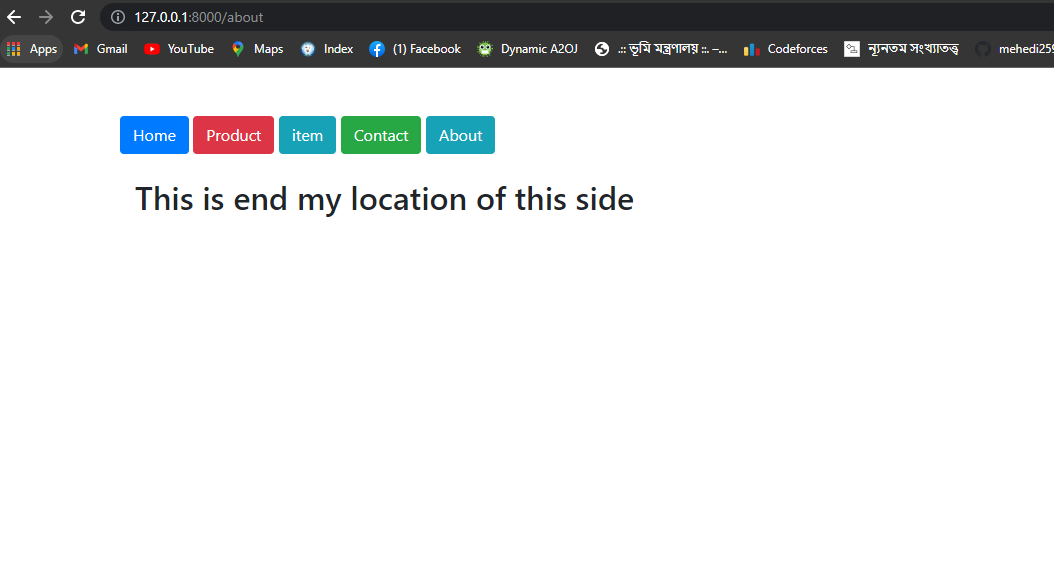 127.0.0.1:8000/about
Apps Gmail YouTube Maps Index (1) Facebook Dynamic A2OJ .:: ভূমি মন্ত্রণালয় ::. –... Codeforces ন্যূনতম সংখ্যাতত্ত্ব mehedi259
Home Product item Contact About
This is end my location of this side